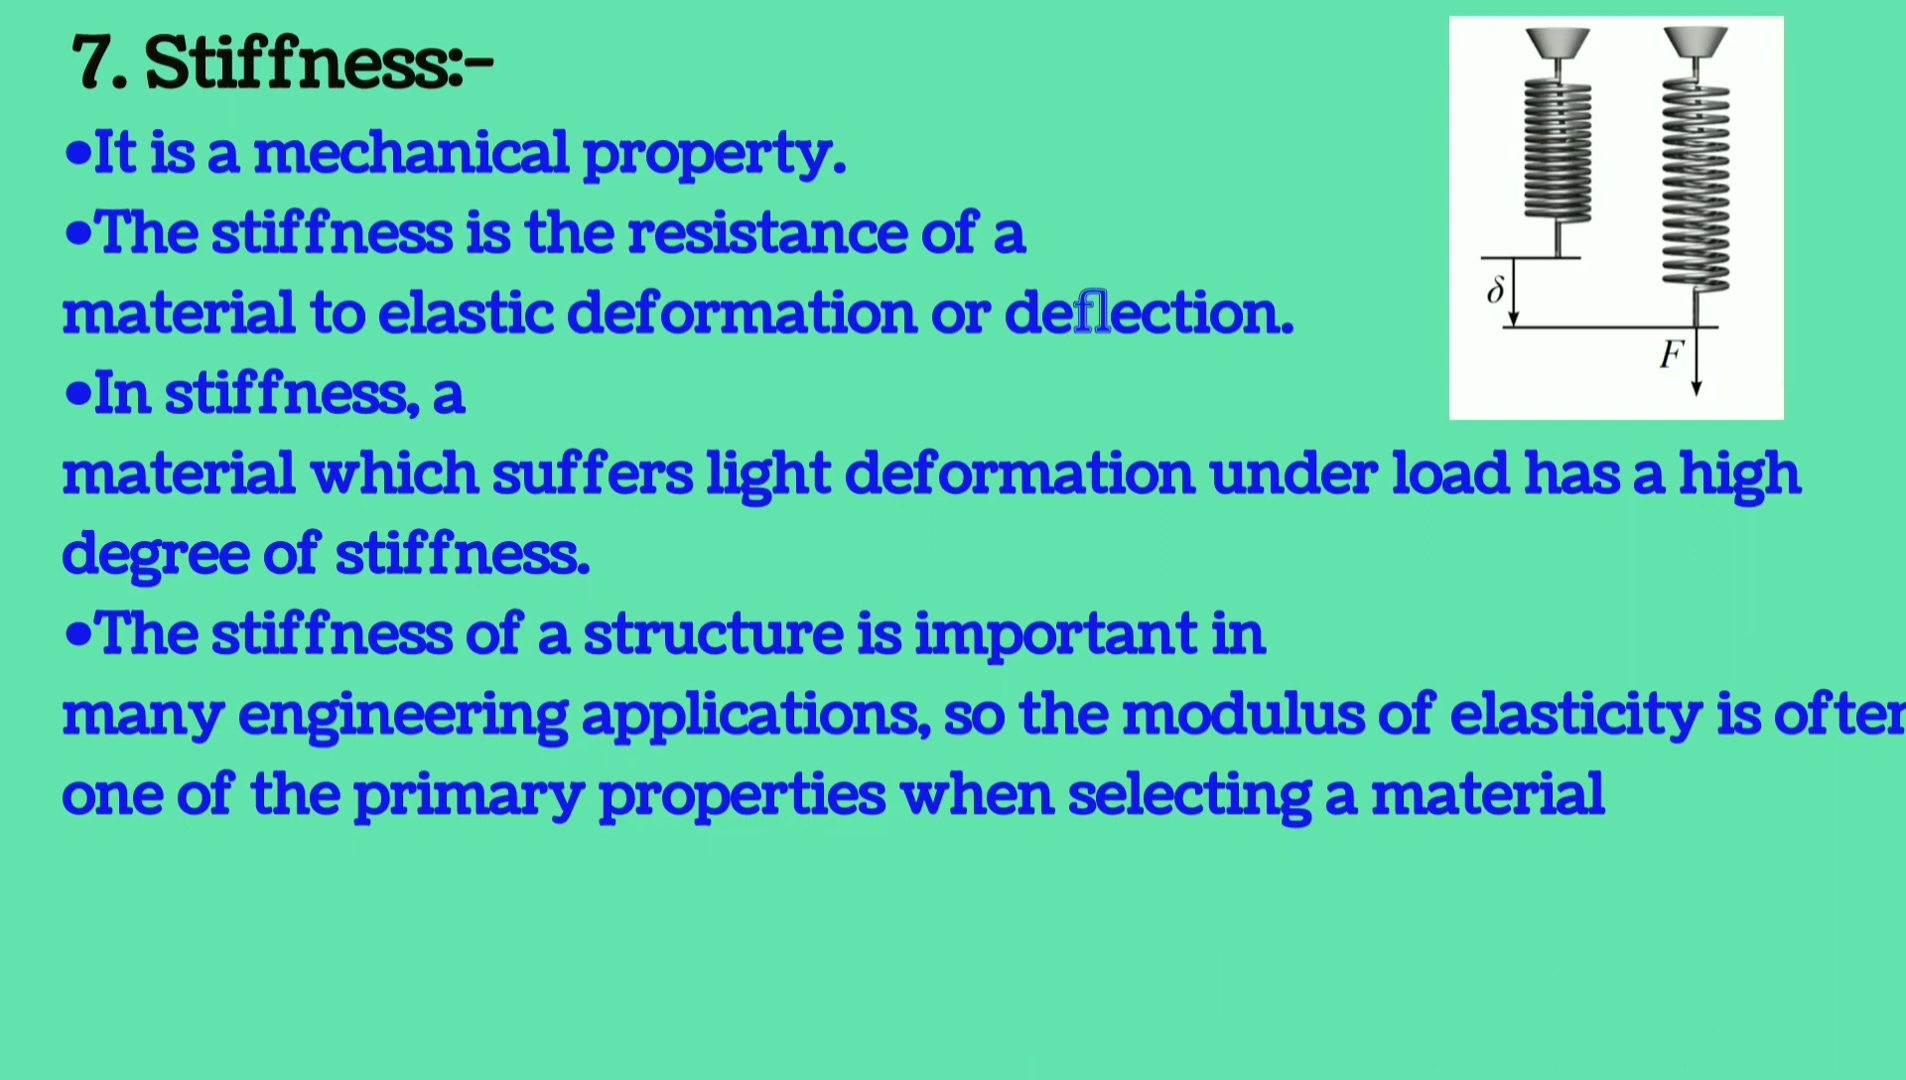 7. Stiffness:-
•It is a mechanical property.
•The stiffness is the resistance of a
material to elastic deformation or deflection.
•In stiffness, a
material which suffers light deformation under load has a high
degree of stiffness.
•The stiffness of a structure is important in
many engineering applications, so the modulus of elasticity is often
one of the primary properties when selecting a material
δ
F